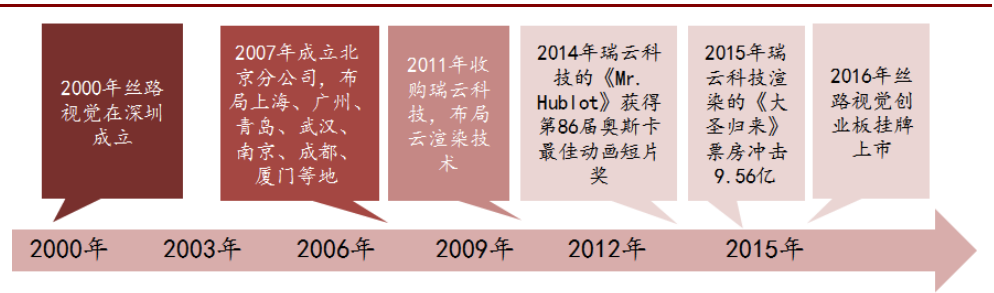 2000年丝路
视觉在深圳
成立
2007年成立北
京分公司，布
局上海、广州、
青岛、武汉、
南京、成都、
厦门等地
2011年收
购瑞云科
技，布局
云渲染技
术
2014年瑞云科
技的《Mr.
Hublot》获得
第86届奥斯卡
最佳动画短片
奖
2015年瑞
云科技渲
染的《大
圣归来》
票房冲击
9.56亿
2016年丝
路视觉创
业板挂牌
上市
2000年 2003年 2006年 2009年 2012年 2015年